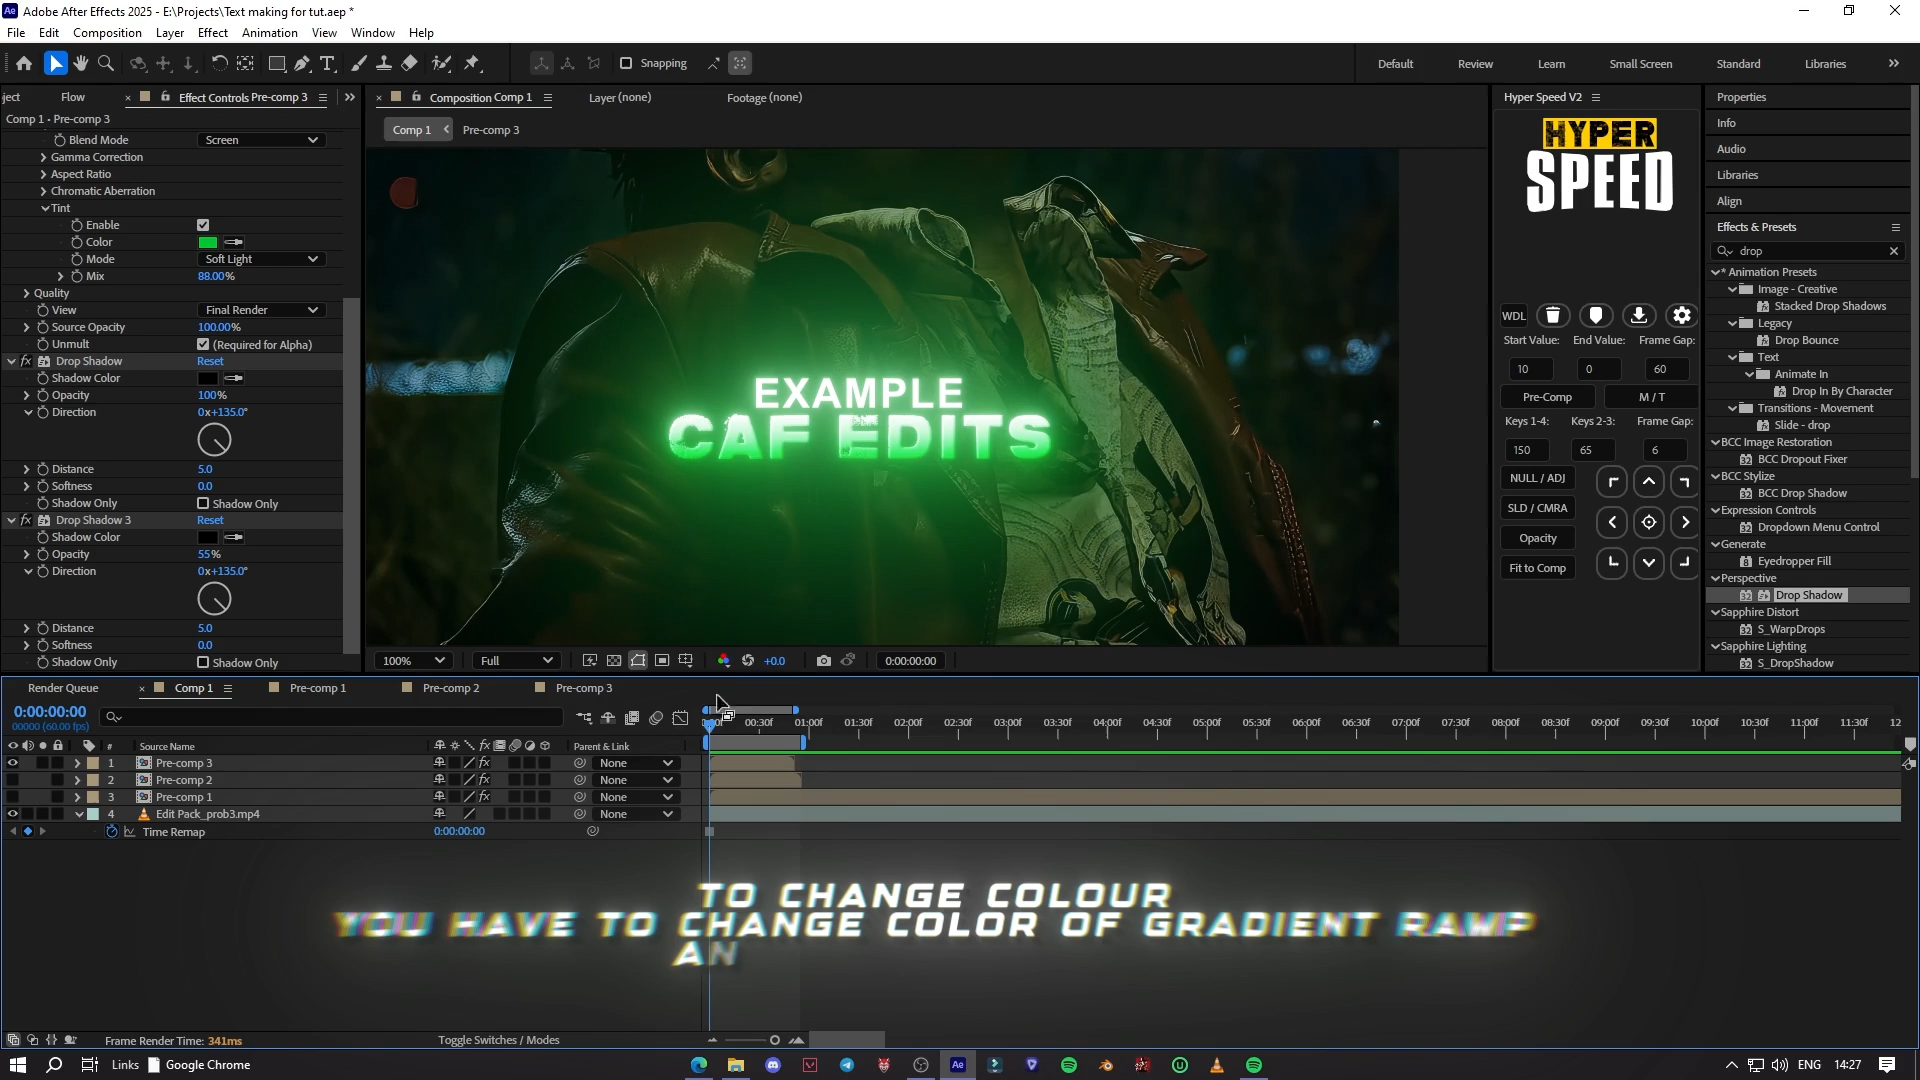 Adobe After Effects 2025 - E:\Projects\Text making for tut.aep *
File Edit Composition Layer Effect Animation View Window Help
Snapping
Default Review Learn Small Screen Standard Libraries
ject Flow Effect Controls Pre-comp 3
Comp 1 • Pre-comp 3
Blend Mode Screen
Gamma Correction
Aspect Ratio
Chromatic Aberration
Tint
Enable
Color
Mode Soft Light
Mix 88.00%
Quality
View Final Render
Source Opacity 100.00%
Unmult (Required for Alpha)
fx Drop Shadow Reset
Shadow Color
Opacity 100%
Direction 0x+135.0°
Distance 5.0
Softness 0.0
Shadow Only Shadow Only
fx Drop Shadow 3 Reset
Shadow Color
Opacity 55%
Direction 0x+135.0°
Distance 5.0
Softness 0.0
Shadow Only Shadow Only
Composition Comp 1 Layer (none) Footage (none)
Comp 1 Pre-comp 3
EXAMPLE
CAF EDITS
100% Full +0.0 0:00:00:00
Hyper Speed V2
HYPER
SPEED
WDL
Start Value: End Value: Frame Gap:
10 0 60
Pre-Comp M / T
Keys 1-4: Keys 2-3: Frame Gap:
150 65 6
NULL / ADJ
SLD / CMRA
Opacity
Fit to Comp
Properties
Info
Audio
Libraries
Align
Effects & Presets
drop
* Animation Presets
Image - Creative
Stacked Drop Shadows
Legacy
Drop Bounce
Text
Animate In
Drop In By Character
Transitions - Movement
Slide - drop
BCC Image Restoration
BCC Dropout Fixer
BCC Stylize
BCC Drop Shadow
Expression Controls
Dropdown Menu Control
Generate
Eyedropper Fill
Perspective
Drop Shadow
Sapphire Distort
S_WarpDrops
Sapphire Lighting
S_DropShadow
Render Queue Comp 1 Pre-comp 1 Pre-comp 2 Pre-comp 3
0:00:00:00
00000 (60.00 fps)
00:30f 01:00f 01:30f 02:00f 02:30f 03:00f 03:30f 04:00f 04:30f 05:00f 05:30f 06:00f 06:30f 07:00f 07:30f 08:00f 08:30f 09:00f 09:30f 10:00f 10:30f 11:00f 11:30f 12
# Source Name fx Parent & Link
1 Pre-comp 3 fx None
2 Pre-comp 2 fx None
3 Pre-comp 1 fx None
4 Edit Pack_prob3.mp4 None
Time Remap 0:00:00:00
TO CHANGE COLOUR
YOU HAVE TO CHANGE COLOR OF GRADIENT RAMP
AN
Frame Render Time: 341ms Toggle Switches / Modes
Links Google Chrome Ae ENG 14:27